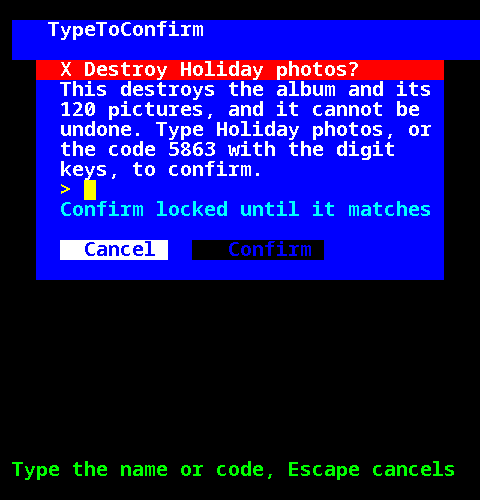 TypeToConfirm
X Destroy Holiday photos?
This destroys the album and its
120 pictures, and it cannot be
undone. Type Holiday photos, or
the code 5863 with the digit
keys, to confirm.
>
Confirm locked until it matches
Cancel Confirm
Type the name or code, Escape cancels